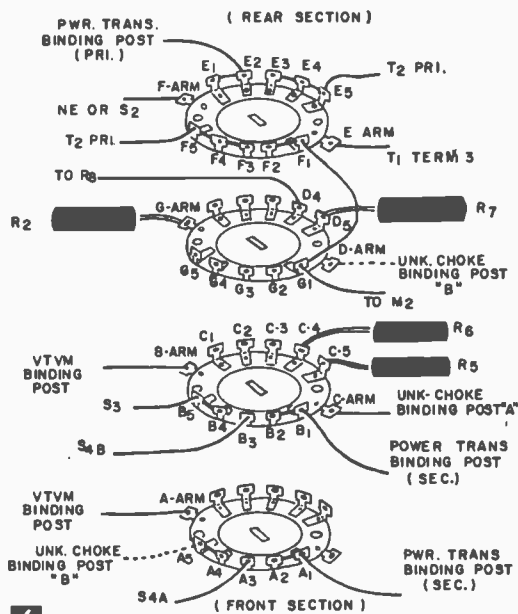 ( REAR SECTION )
PWR. TRANS.
BINDING POST
(PRI.)
E1
E2
E3
E4
E5
T2 PRI.
F-ARM
NE OR S2
T2 PRI.
F5
F4
F3
F2
F1
E ARM
T1 TERM 3
TO R8
D4
R2
G-ARM
D5
R7
D-ARM
UNK. CHOKE
BINDING POST
"B"
G5
G4
G3
G2
G1
TO M2
C1
C2
C-3
C-4
R6
B-ARM
C-5
R5
VTVM
BINDING
POST
C-ARM
UNK-CHOKE
BINDING POST "A"
S3
B5
B4
B3
B2
B1
S4B
POWER TRANS
BINDING POST
(SEC.)
VTVM
BINDING
POST
A-ARM
UNK. CHOKE
BINDING POST
"B"
A5
A4
A3
A2
A1
PWR. TRANS
BINDING POST
(SEC.)
S4A
(FRONT SECTION)